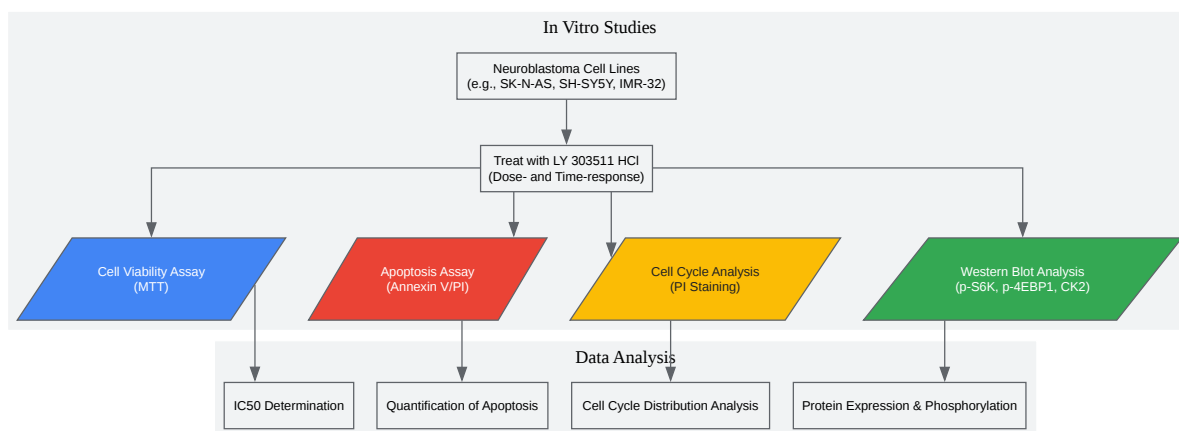 In Vitro Studies
Neuroblastoma Cell Lines
(e.g., SK-N-AS, SH-SY5Y, IMR-32)
Treat with LY 303511 HCl
(Dose- and Time-response)
Cell Viability Assay
(MTT)
Apoptosis Assay
(Annexin V/PI)
Cell Cycle Analysis
(PI Staining)
Western Blot Analysis
(p-S6K, p-4EBP1, CK2)
Data Analysis
IC50 Determination
Quantification of Apoptosis
Cell Cycle Distribution Analysis
Protein Expression & Phosphorylation